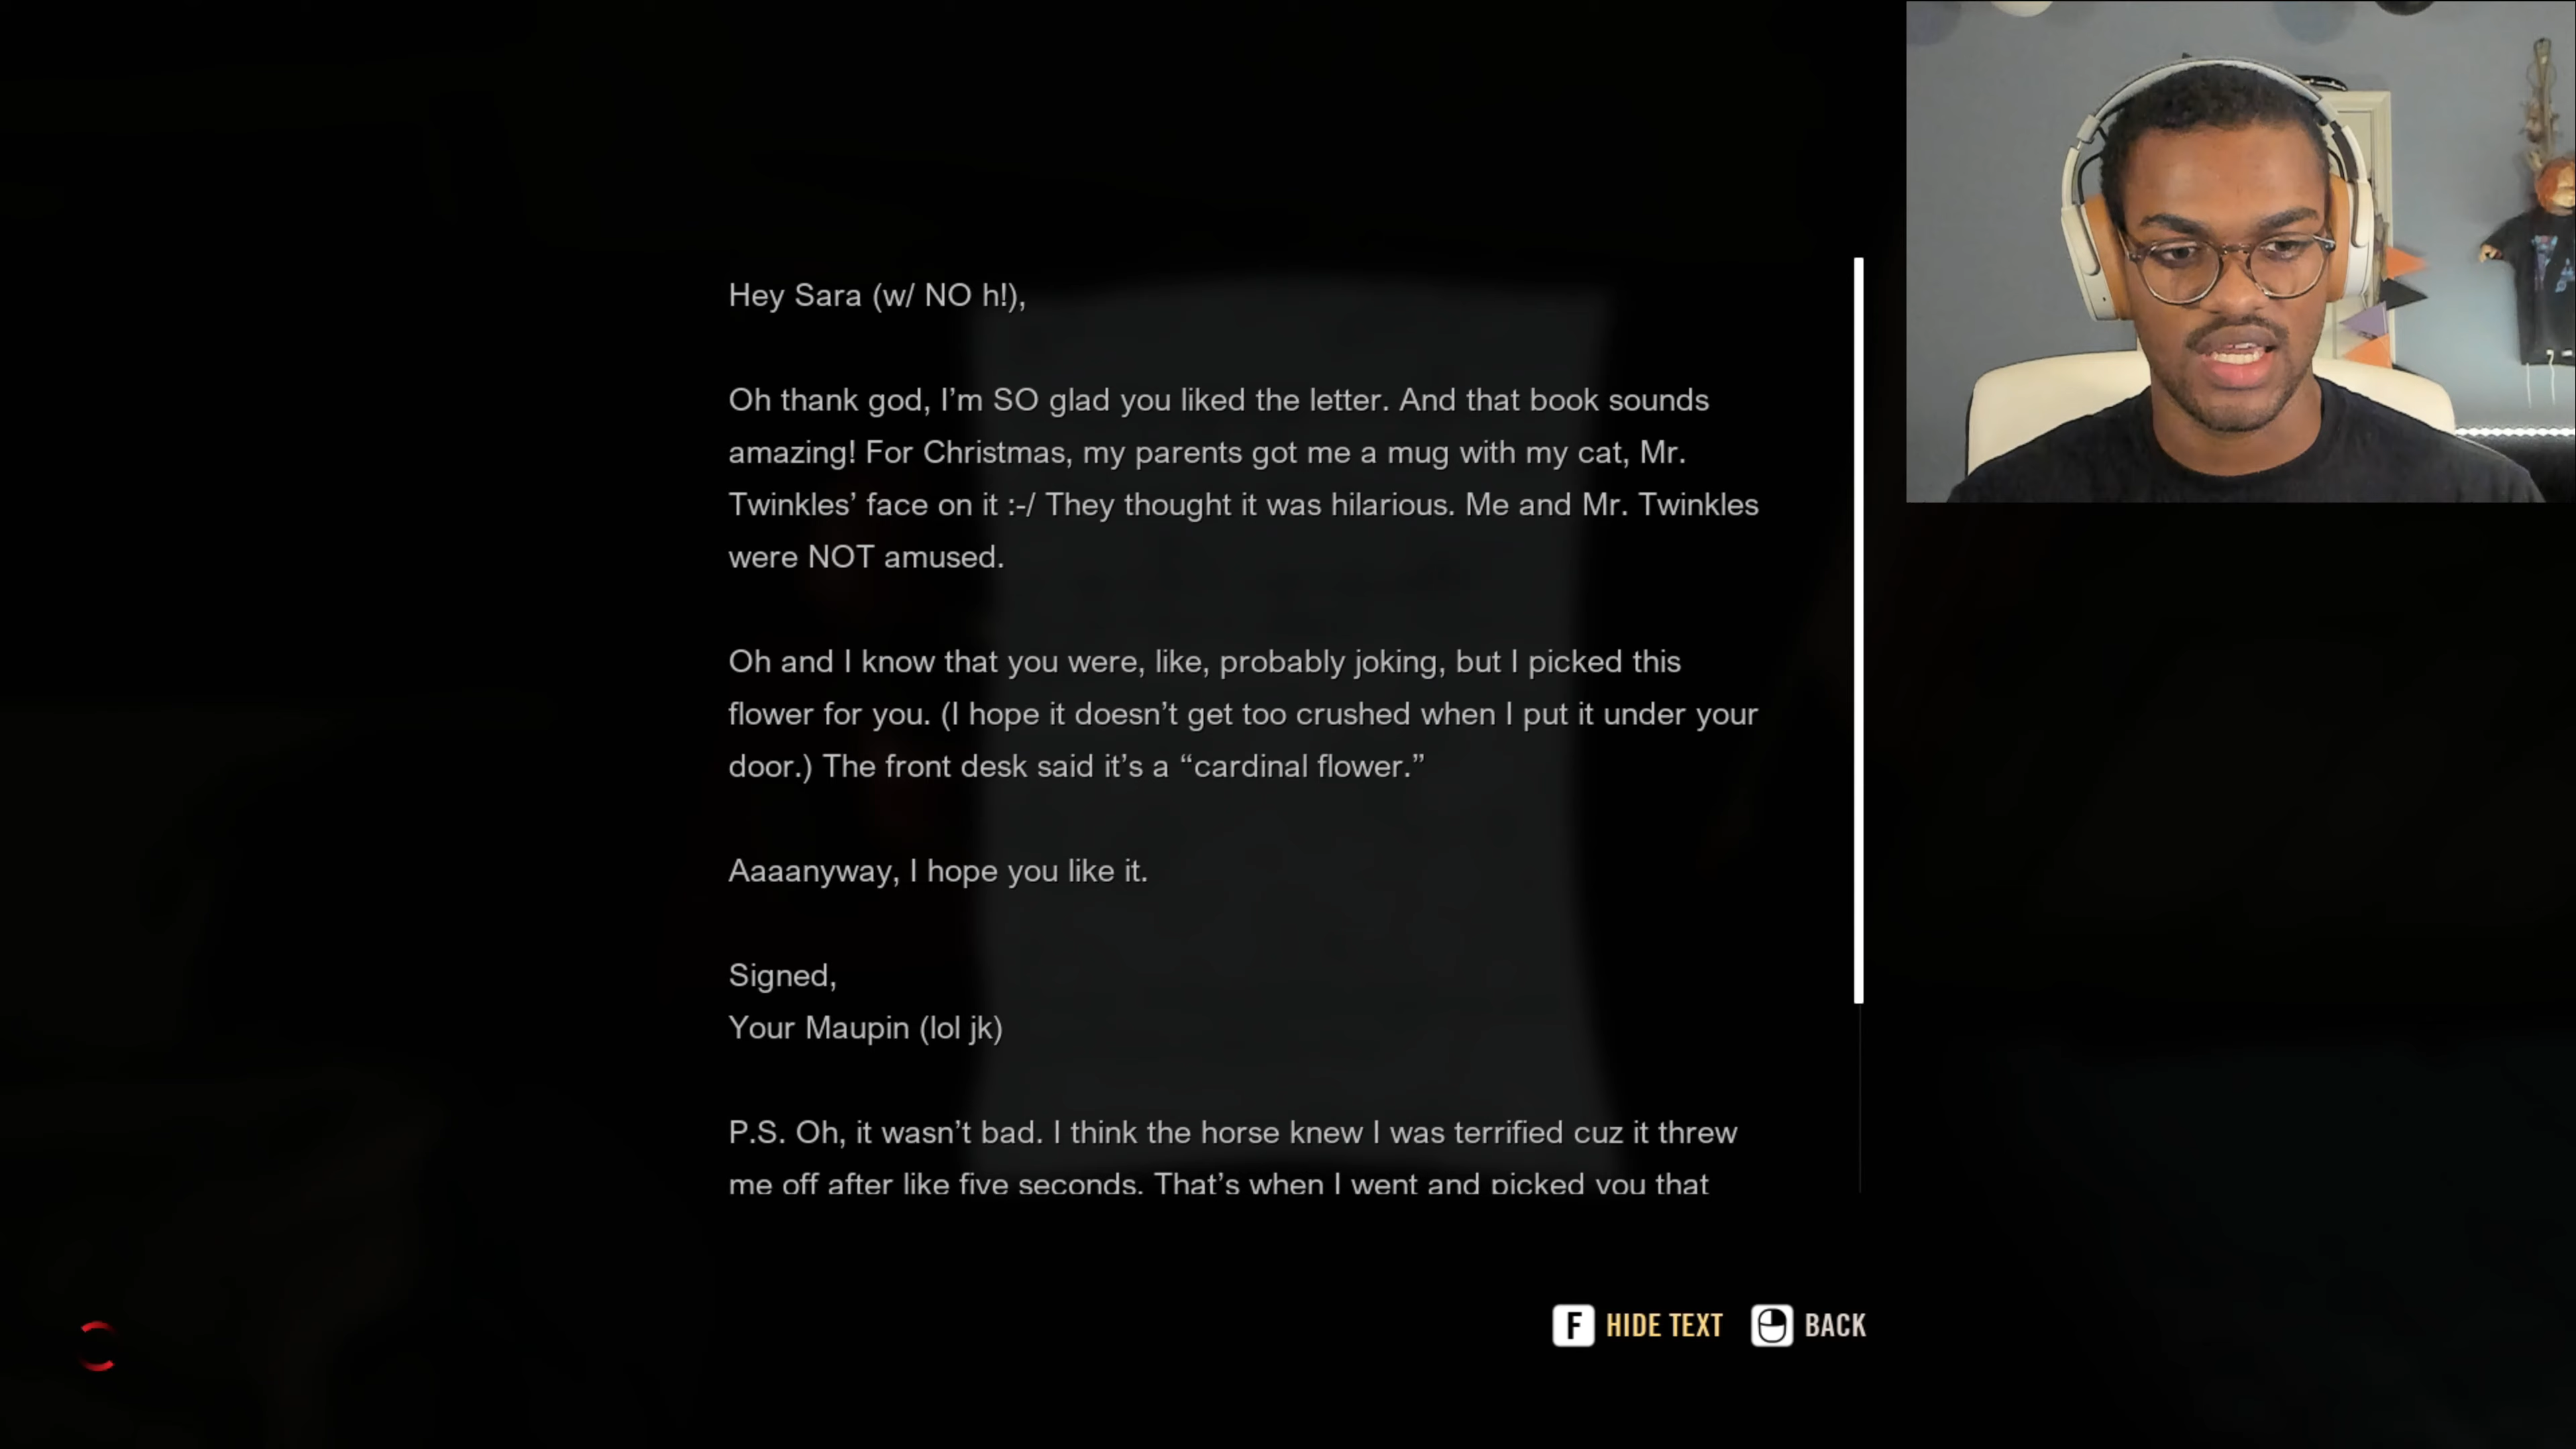 Hey Sara (w/ NO h!),
Oh thank god, I’m SO glad you liked the letter. And that book sounds
amazing! For Christmas, my parents got me a mug with my cat, Mr.
Twinkles’ face on it :-/ They thought it was hilarious. Me and Mr. Twinkles
were NOT amused.
Oh and I know that you were, like, probably joking, but I picked this
flower for you. (I hope it doesn’t get too crushed when I put it under your
door.) The front desk said it’s a “cardinal flower.”
Aaaanyway, I hope you like it.
Signed,
Your Maupin (lol jk)
P.S. Oh, it wasn’t bad. I think the horse knew I was terrified cuz it threw
me off after like five seconds. That’s when I went and picked you that
F HIDE TEXT BACK